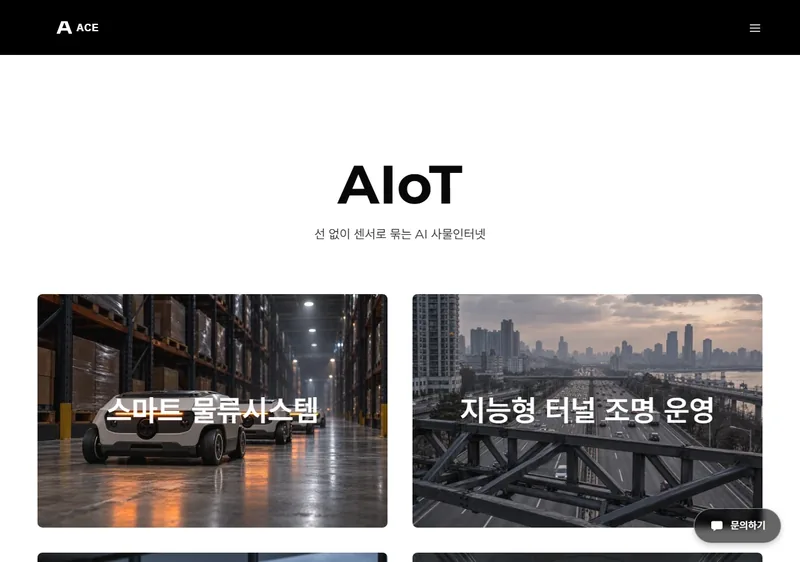 ACE
AIoT
선 없이 센서로 묶는 AI 사물인터넷
스마트 물류시스템
지능형 터널 조명 운영
문의하기